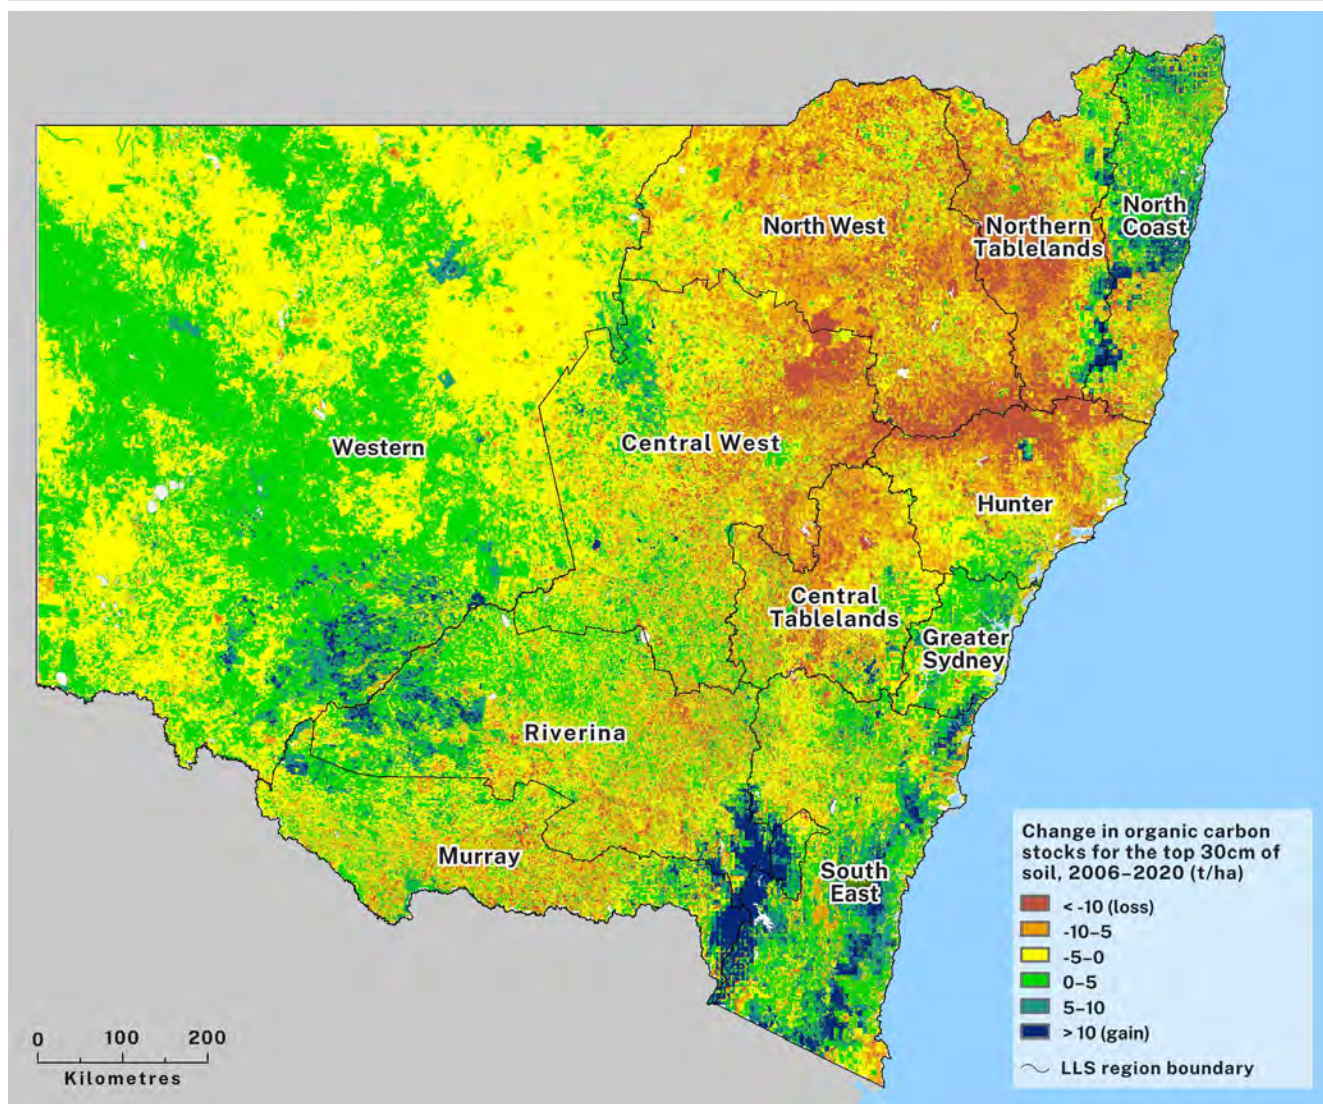 North West
Northern
Tablelands
North
Coast
Western
Central West
Hunter
Central
Tablelands
Greater
Sydney
Riverina
Murray
South
East
Change in organic carbon
stocks for the top 30cm of
soil, 2006–2020 (t/ha)
< -10 (loss)
-10–5
-5–0
0–5
5–10
> 10 (gain)
LLS region boundary
0 100 200
Kilometres